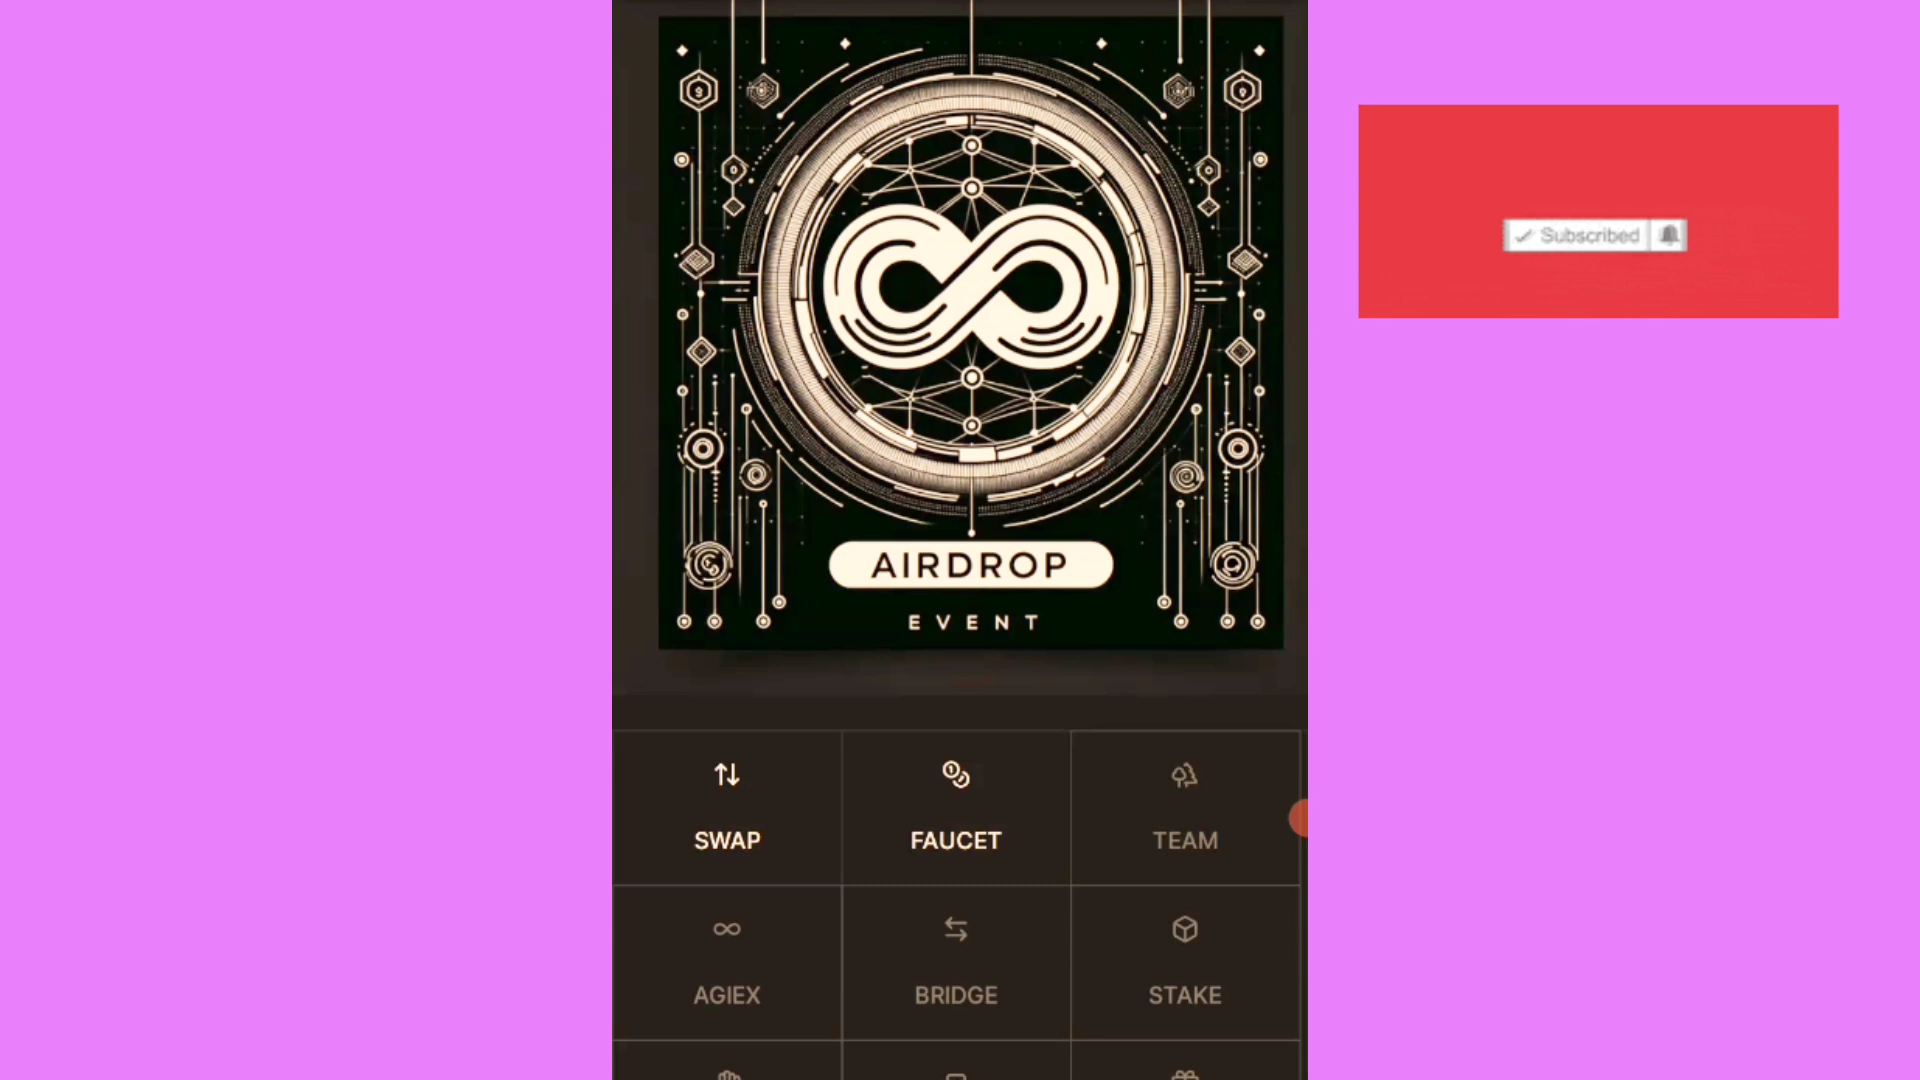 Subscribed
AIRDROP
EVENT
SWAP
FAUCET
TEAM
AGIEX
BRIDGE
STAKE